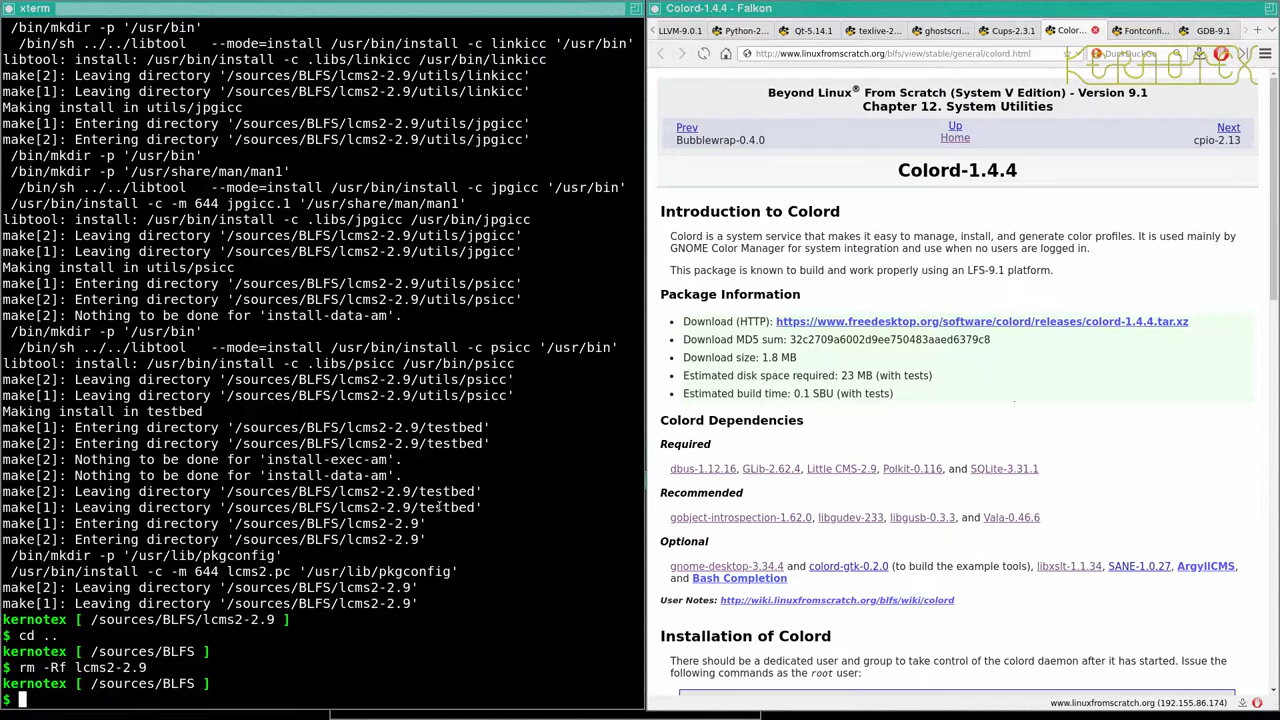 xterm
/bin/mkdir -p '/usr/bin'
/bin/sh ../../libtool   --mode=install /usr/bin/install -c linkicc '/usr/bin'
libtool: install: /usr/bin/install -c .libs/linkicc /usr/bin/linkicc
make[2]: Leaving directory '/sources/BLFS/lcms2-2.9/utils/linkicc'
make[1]: Leaving directory '/sources/BLFS/lcms2-2.9/utils/linkicc'
Making install in utils/jpgicc
make[1]: Entering directory '/sources/BLFS/lcms2-2.9/utils/jpgicc'
make[2]: Entering directory '/sources/BLFS/lcms2-2.9/utils/jpgicc'
/bin/mkdir -p '/usr/bin'
/bin/mkdir -p '/usr/share/man/man1'
/bin/sh ../../libtool   --mode=install /usr/bin/install -c jpgicc '/usr/bin'
/usr/bin/install -c -m 644 jpgicc.1 '/usr/share/man/man1'
libtool: install: /usr/bin/install -c .libs/jpgicc /usr/bin/jpgicc
make[2]: Leaving directory '/sources/BLFS/lcms2-2.9/utils/jpgicc'
make[1]: Leaving directory '/sources/BLFS/lcms2-2.9/utils/jpgicc'
Making install in utils/psicc
make[1]: Entering directory '/sources/BLFS/lcms2-2.9/utils/psicc'
make[2]: Entering directory '/sources/BLFS/lcms2-2.9/utils/psicc'
make[2]: Nothing to be done for 'install-data-am'.
/bin/mkdir -p '/usr/bin'
/bin/sh ../../libtool   --mode=install /usr/bin/install -c psicc '/usr/bin'
libtool: install: /usr/bin/install -c .libs/psicc /usr/bin/psicc
make[2]: Leaving directory '/sources/BLFS/lcms2-2.9/utils/psicc'
make[1]: Leaving directory '/sources/BLFS/lcms2-2.9/utils/psicc'
Making install in testbed
make[1]: Entering directory '/sources/BLFS/lcms2-2.9/testbed'
make[2]: Entering directory '/sources/BLFS/lcms2-2.9/testbed'
make[2]: Nothing to be done for 'install-exec-am'.
make[2]: Nothing to be done for 'install-data-am'.
make[2]: Leaving directory '/sources/BLFS/lcms2-2.9/testbed'
make[1]: Leaving directory '/sources/BLFS/lcms2-2.9/testbed'
make[1]: Entering directory '/sources/BLFS/lcms2-2.9'
make[2]: Entering directory '/sources/BLFS/lcms2-2.9'
/bin/mkdir -p '/usr/lib/pkgconfig'
/usr/bin/install -c -m 644 lcms2.pc '/usr/lib/pkgconfig'
make[2]: Leaving directory '/sources/BLFS/lcms2-2.9'
make[1]: Leaving directory '/sources/BLFS/lcms2-2.9'
kernotex [ /sources/BLFS/lcms2-2.9 ]
$ cd ..
kernotex [ /sources/BLFS ]
$ rm -Rf lcms2-2.9
kernotex [ /sources/BLFS ]
$
Colord-1.4.4 - Falkon
LLVM-9.0.1 Python-2... Qt-5.14.1 texlive-2... ghostscri... Cups-2.3.1 Color... Fontconfi... GDB-9.1
http://www.linuxfromscratch.org/blfs/view/stable/general/colord.html DuckDuckGo
KERNOTEX
Beyond Linux® From Scratch (System V Edition) - Version 9.1
Chapter 12. System Utilities
Prev Up Next
Bubblewrap-0.4.0 Home cpio-2.13
Colord-1.4.4
Introduction to Colord
Colord is a system service that makes it easy to manage, install, and generate color profiles. It is used mainly by
GNOME Color Manager for system integration and use when no users are logged in.
This package is known to build and work properly using an LFS-9.1 platform.
Package Information
• Download (HTTP): https://www.freedesktop.org/software/colord/releases/colord-1.4.4.tar.xz
• Download MD5 sum: 32c2709a6002d9ee750483aaed6379c8
• Download size: 1.8 MB
• Estimated disk space required: 23 MB (with tests)
• Estimated build time: 0.1 SBU (with tests)
Colord Dependencies
Required
dbus-1.12.16, GLib-2.62.4, Little CMS-2.9, Polkit-0.116, and SQLite-3.31.1
Recommended
gobject-introspection-1.62.0, libgudev-233, libgusb-0.3.3, and Vala-0.46.6
Optional
gnome-desktop-3.34.4 and colord-gtk-0.2.0 (to build the example tools), libxslt-1.1.34, SANE-1.0.27, ArgyllCMS,
and Bash Completion
User Notes: http://wiki.linuxfromscratch.org/blfs/wiki/colord
Installation of Colord
There should be a dedicated user and group to take control of the colord daemon after it has started. Issue the
following commands as the root user:
www.linuxfromscratch.org (192.155.86.174)